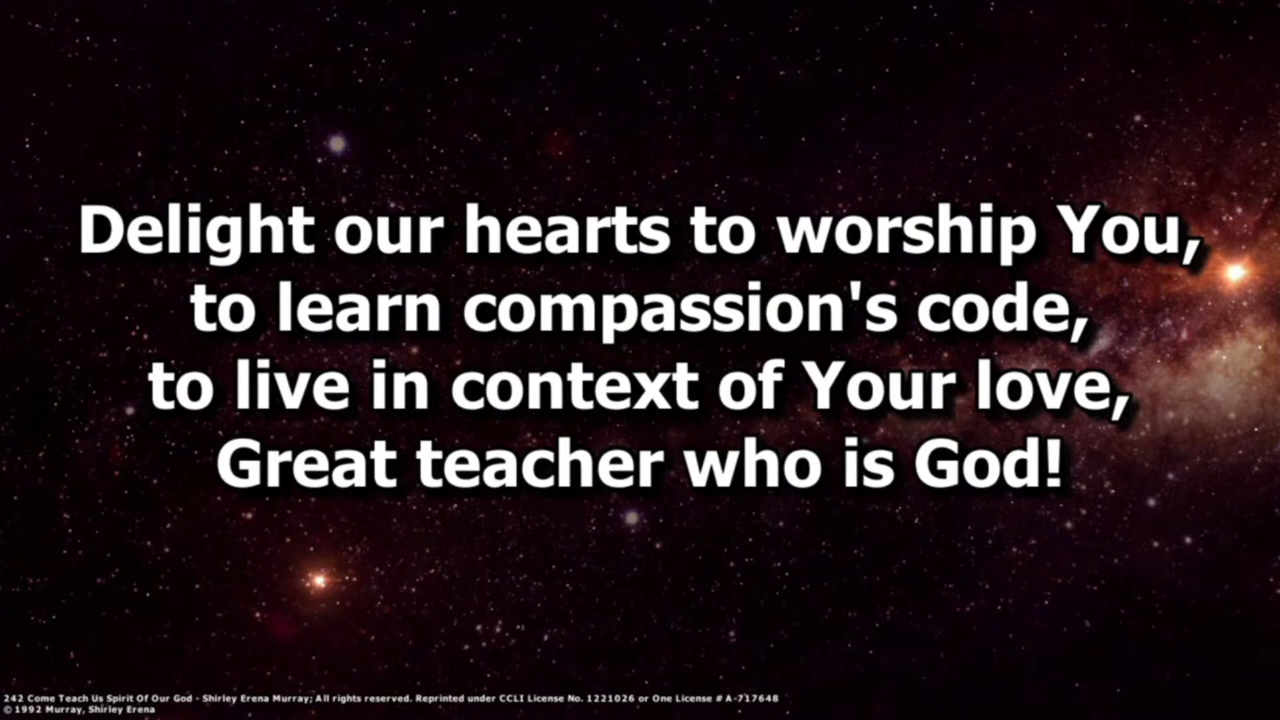 Delight our hearts to worship You,
to learn compassion's code,
to live in context of Your love,
Great teacher who is God!
242 Come Teach Us Spirit Of Our God - Shirley Erena Murray; All rights reserved. Reprinted under CCLI License No. 1221026 or One License # A-717648
©1992 Murray, Shirley Erena